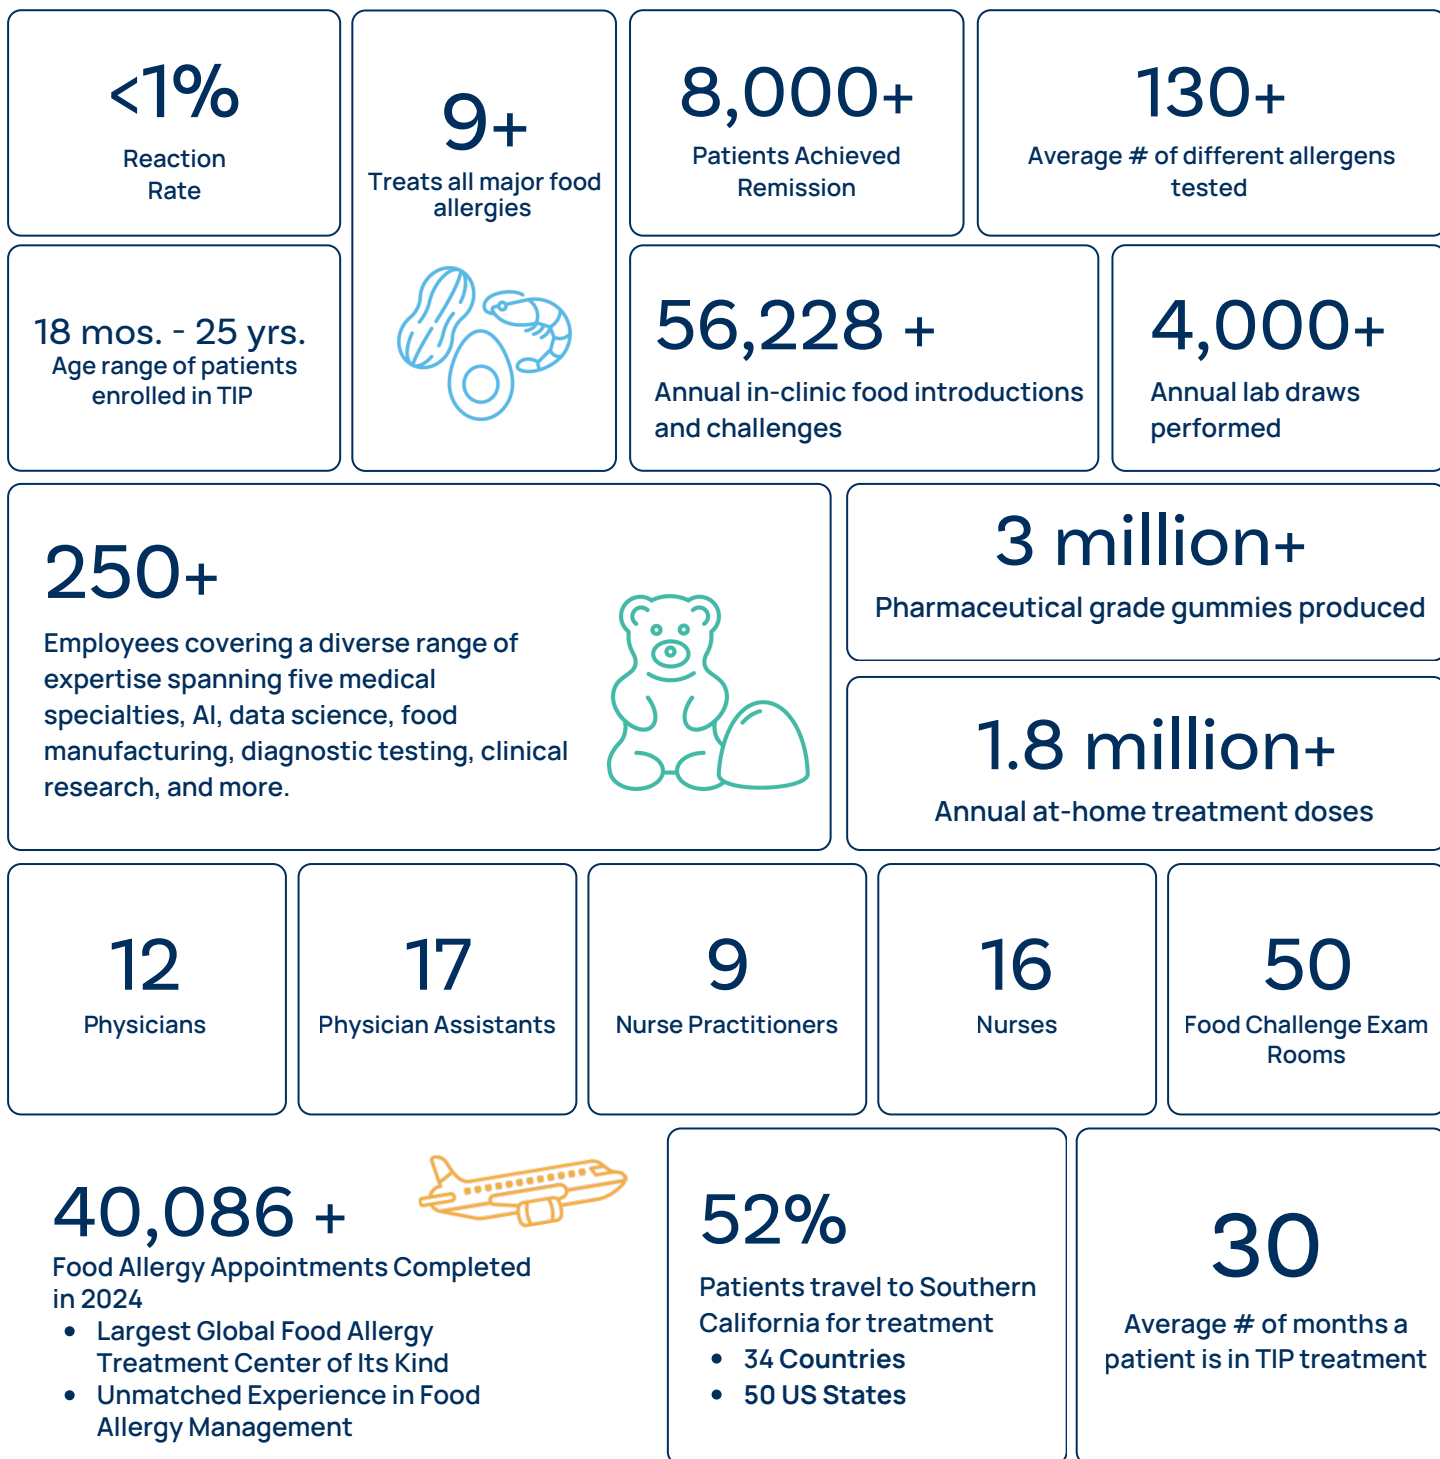 <1%
Reaction
Rate
9+
Treats all major food
allergies
8,000+
Patients Achieved
Remission
130+
Average # of different allergens
tested
18 mos. - 25 yrs.
Age range of patients
enrolled in TIP
56,228 +
Annual in-clinic food introductions
and challenges
4,000+
Annual lab draws
performed
250+
Employees covering a diverse range of
expertise spanning five medical
specialties, AI, data science, food
manufacturing, diagnostic testing, clinical
research, and more.
3 million+
Pharmaceutical grade gummies produced
1.8 million+
Annual at-home treatment doses
12
Physicians
17
Physician Assistants
9
Nurse Practitioners
16
Nurses
50
Food Challenge Exam
Rooms
40,086 +
Food Allergy Appointments Completed
in 2024
• Largest Global Food Allergy
Treatment Center of Its Kind
• Unmatched Experience in Food
Allergy Management
52%
Patients travel to Southern
California for treatment
• 34 Countries
• 50 US States
30
Average # of months a
patient is in TIP treatment